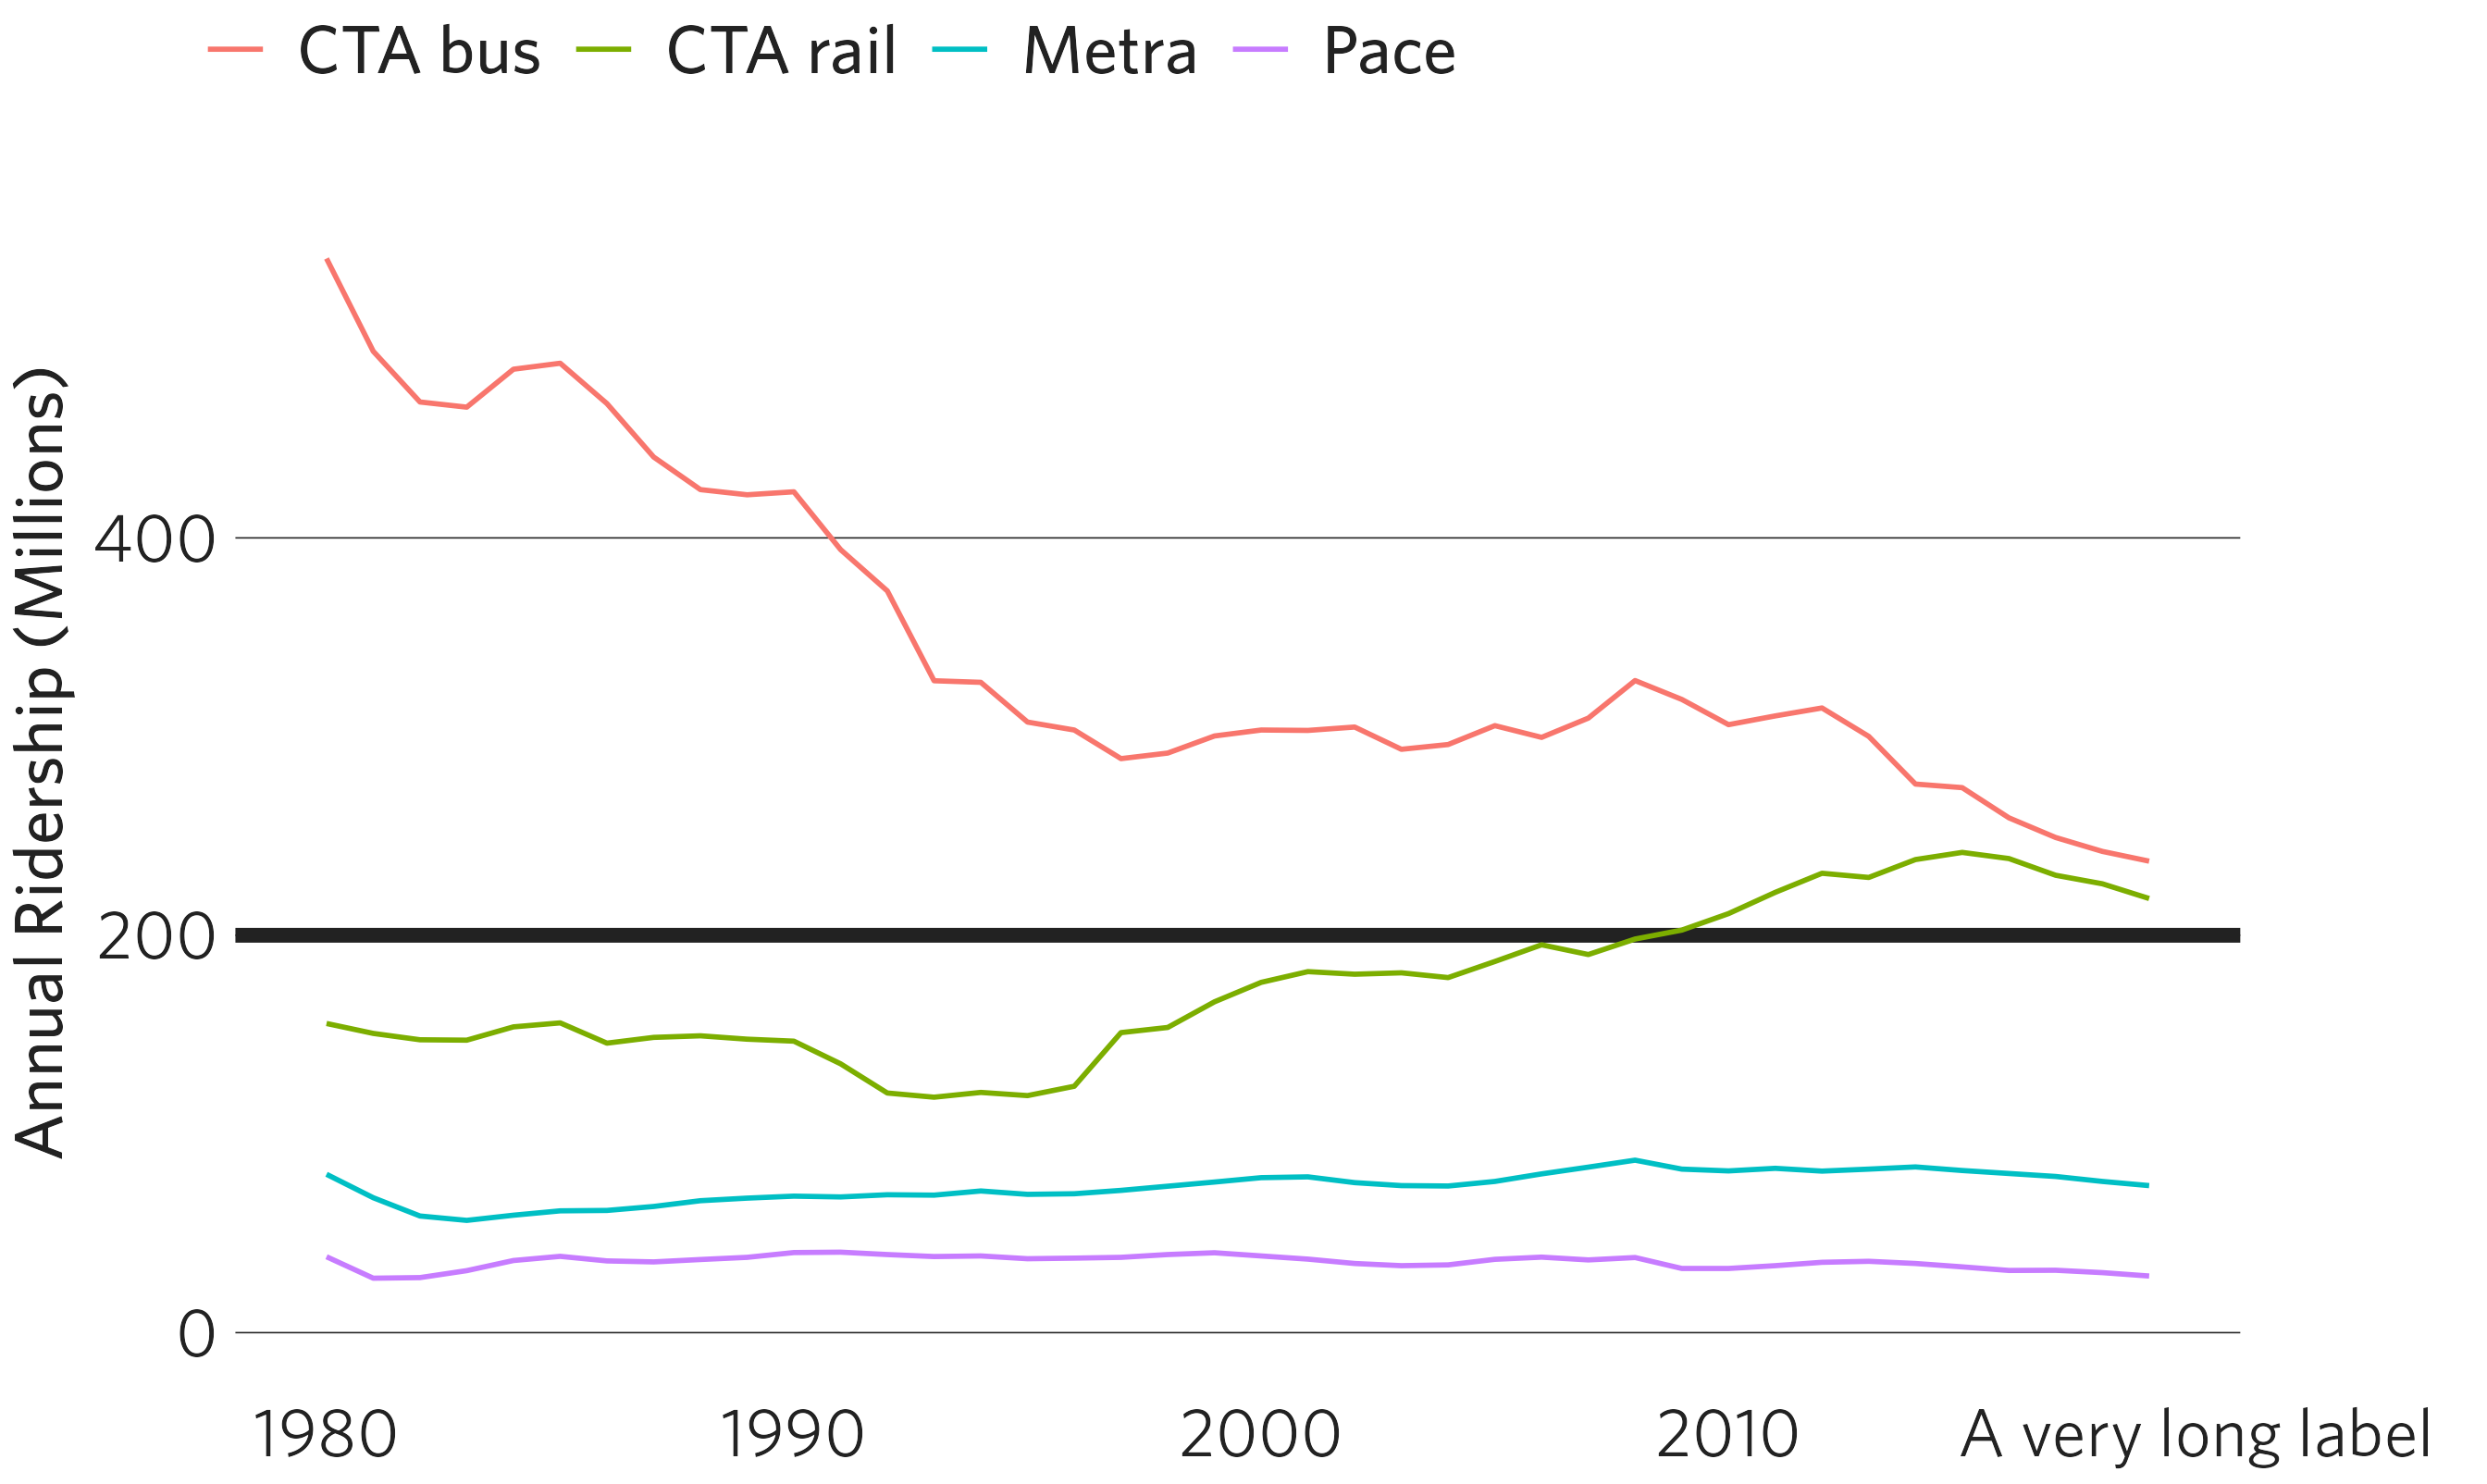 CTA bus CTA rail Metra Pace
Annual Ridership (Millions)
400
200
0
1980 1990 2000 2010 A very long label